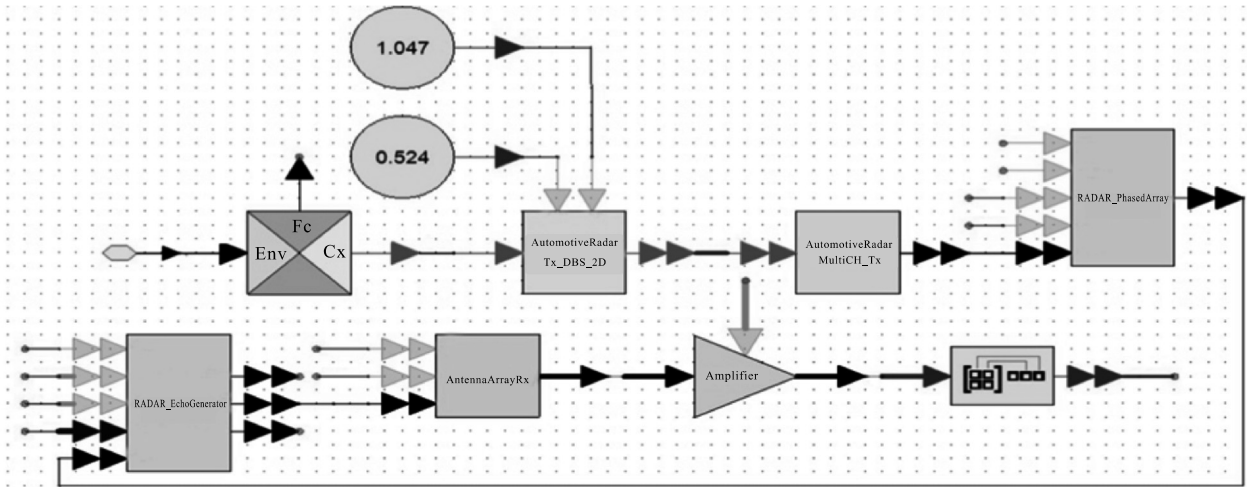 1.047
0.524
Fc
Env
Cx
AutomotiveRadar
Tx_DBS_2D
AutomotiveRadar
MultiCH_Tx
RADAR_PhasedArray
RADAR_EchoGenerator
AntennaArrayRx
Amplifier